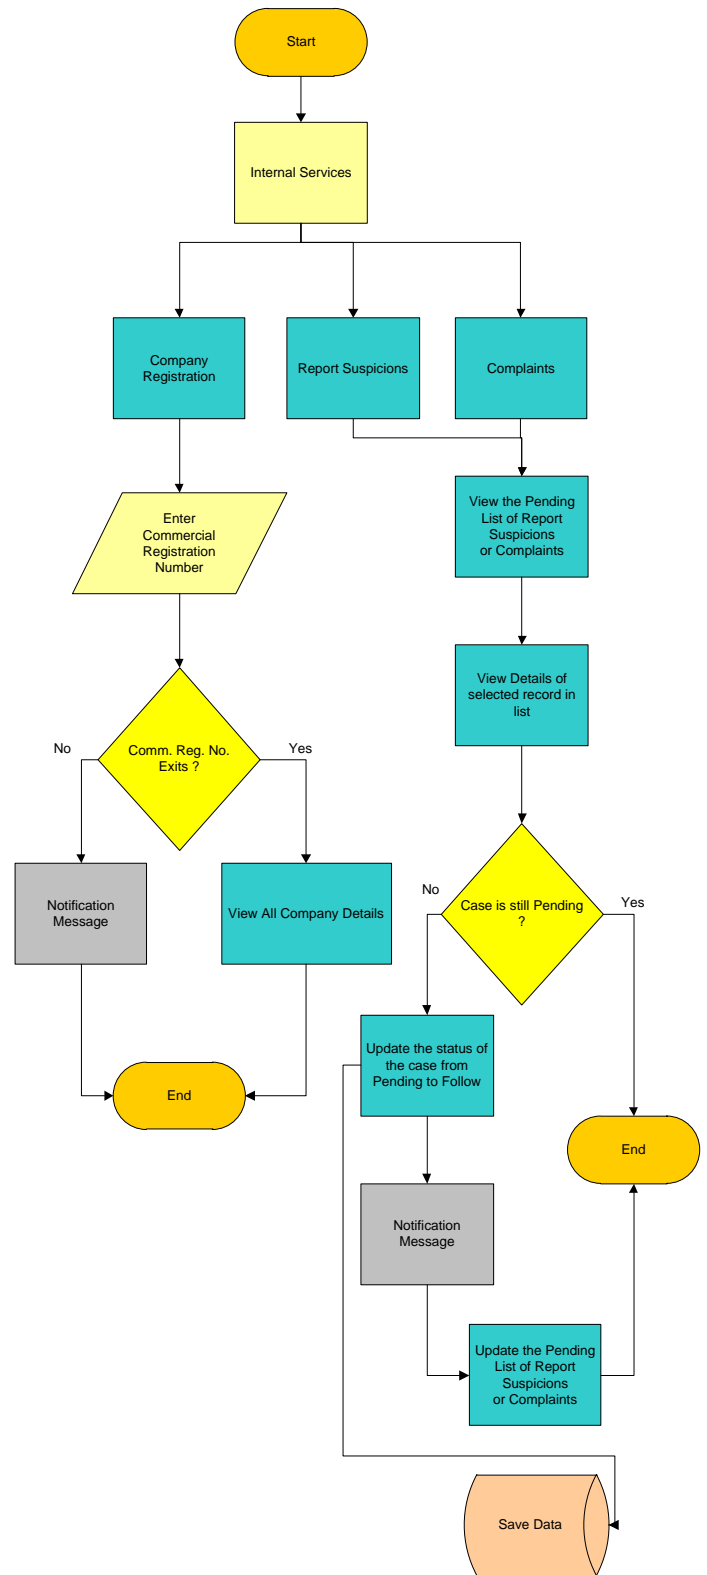 Start
Internal Services
Company
Registration
Report Suspicions
Complaints
Enter
Commercial
Registration
Number
View the Pending
List of Report
Suspicions
or Complaints
View Details of
selected record in
list
No
Comm. Reg. No.
Exits ?
Yes
Notification
Message
View All Company Details
No
Case is still Pending
?
Yes
Update the status of
the case from
Pending to Follow
End
End
Notification
Message
Update the Pending
List of Report
Suspicions
or Complaints
Save Data